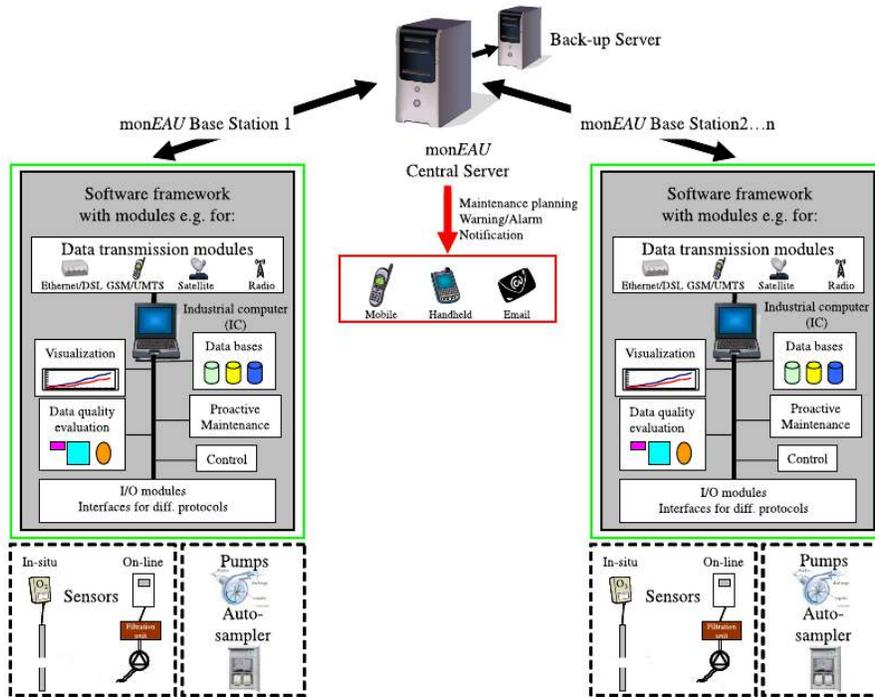 Back-up Server
monEAU Base Station 1
monEAU Base Station2…n
monEAU
Central Server
Maintenance planning
Warning/Alarm
Notification
Mobile
Handheld
Email
Software framework
with modules e.g. for:
Data transmission modules
Ethernet/DSL
GSM/UMTS
Satellite
Radio
Industrial computer
(IC)
Visualization
Data bases
Data quality
evaluation
Proactive
Maintenance
Control
I/O modules
Interfaces for diff. protocols
In-situ
On-line
O2
Sensors
Filtration
unit
Pumps
Auto-
sampler
Software framework
with modules e.g. for:
Data transmission modules
Ethernet/DSL
GSM/UMTS
Satellite
Radio
Industrial computer
(IC)
Visualization
Data bases
Data quality
evaluation
Proactive
Maintenance
Control
I/O modules
Interfaces for diff. protocols
In-situ
On-line
O2
Sensors
Filtration
unit
Pumps
Auto-
sampler